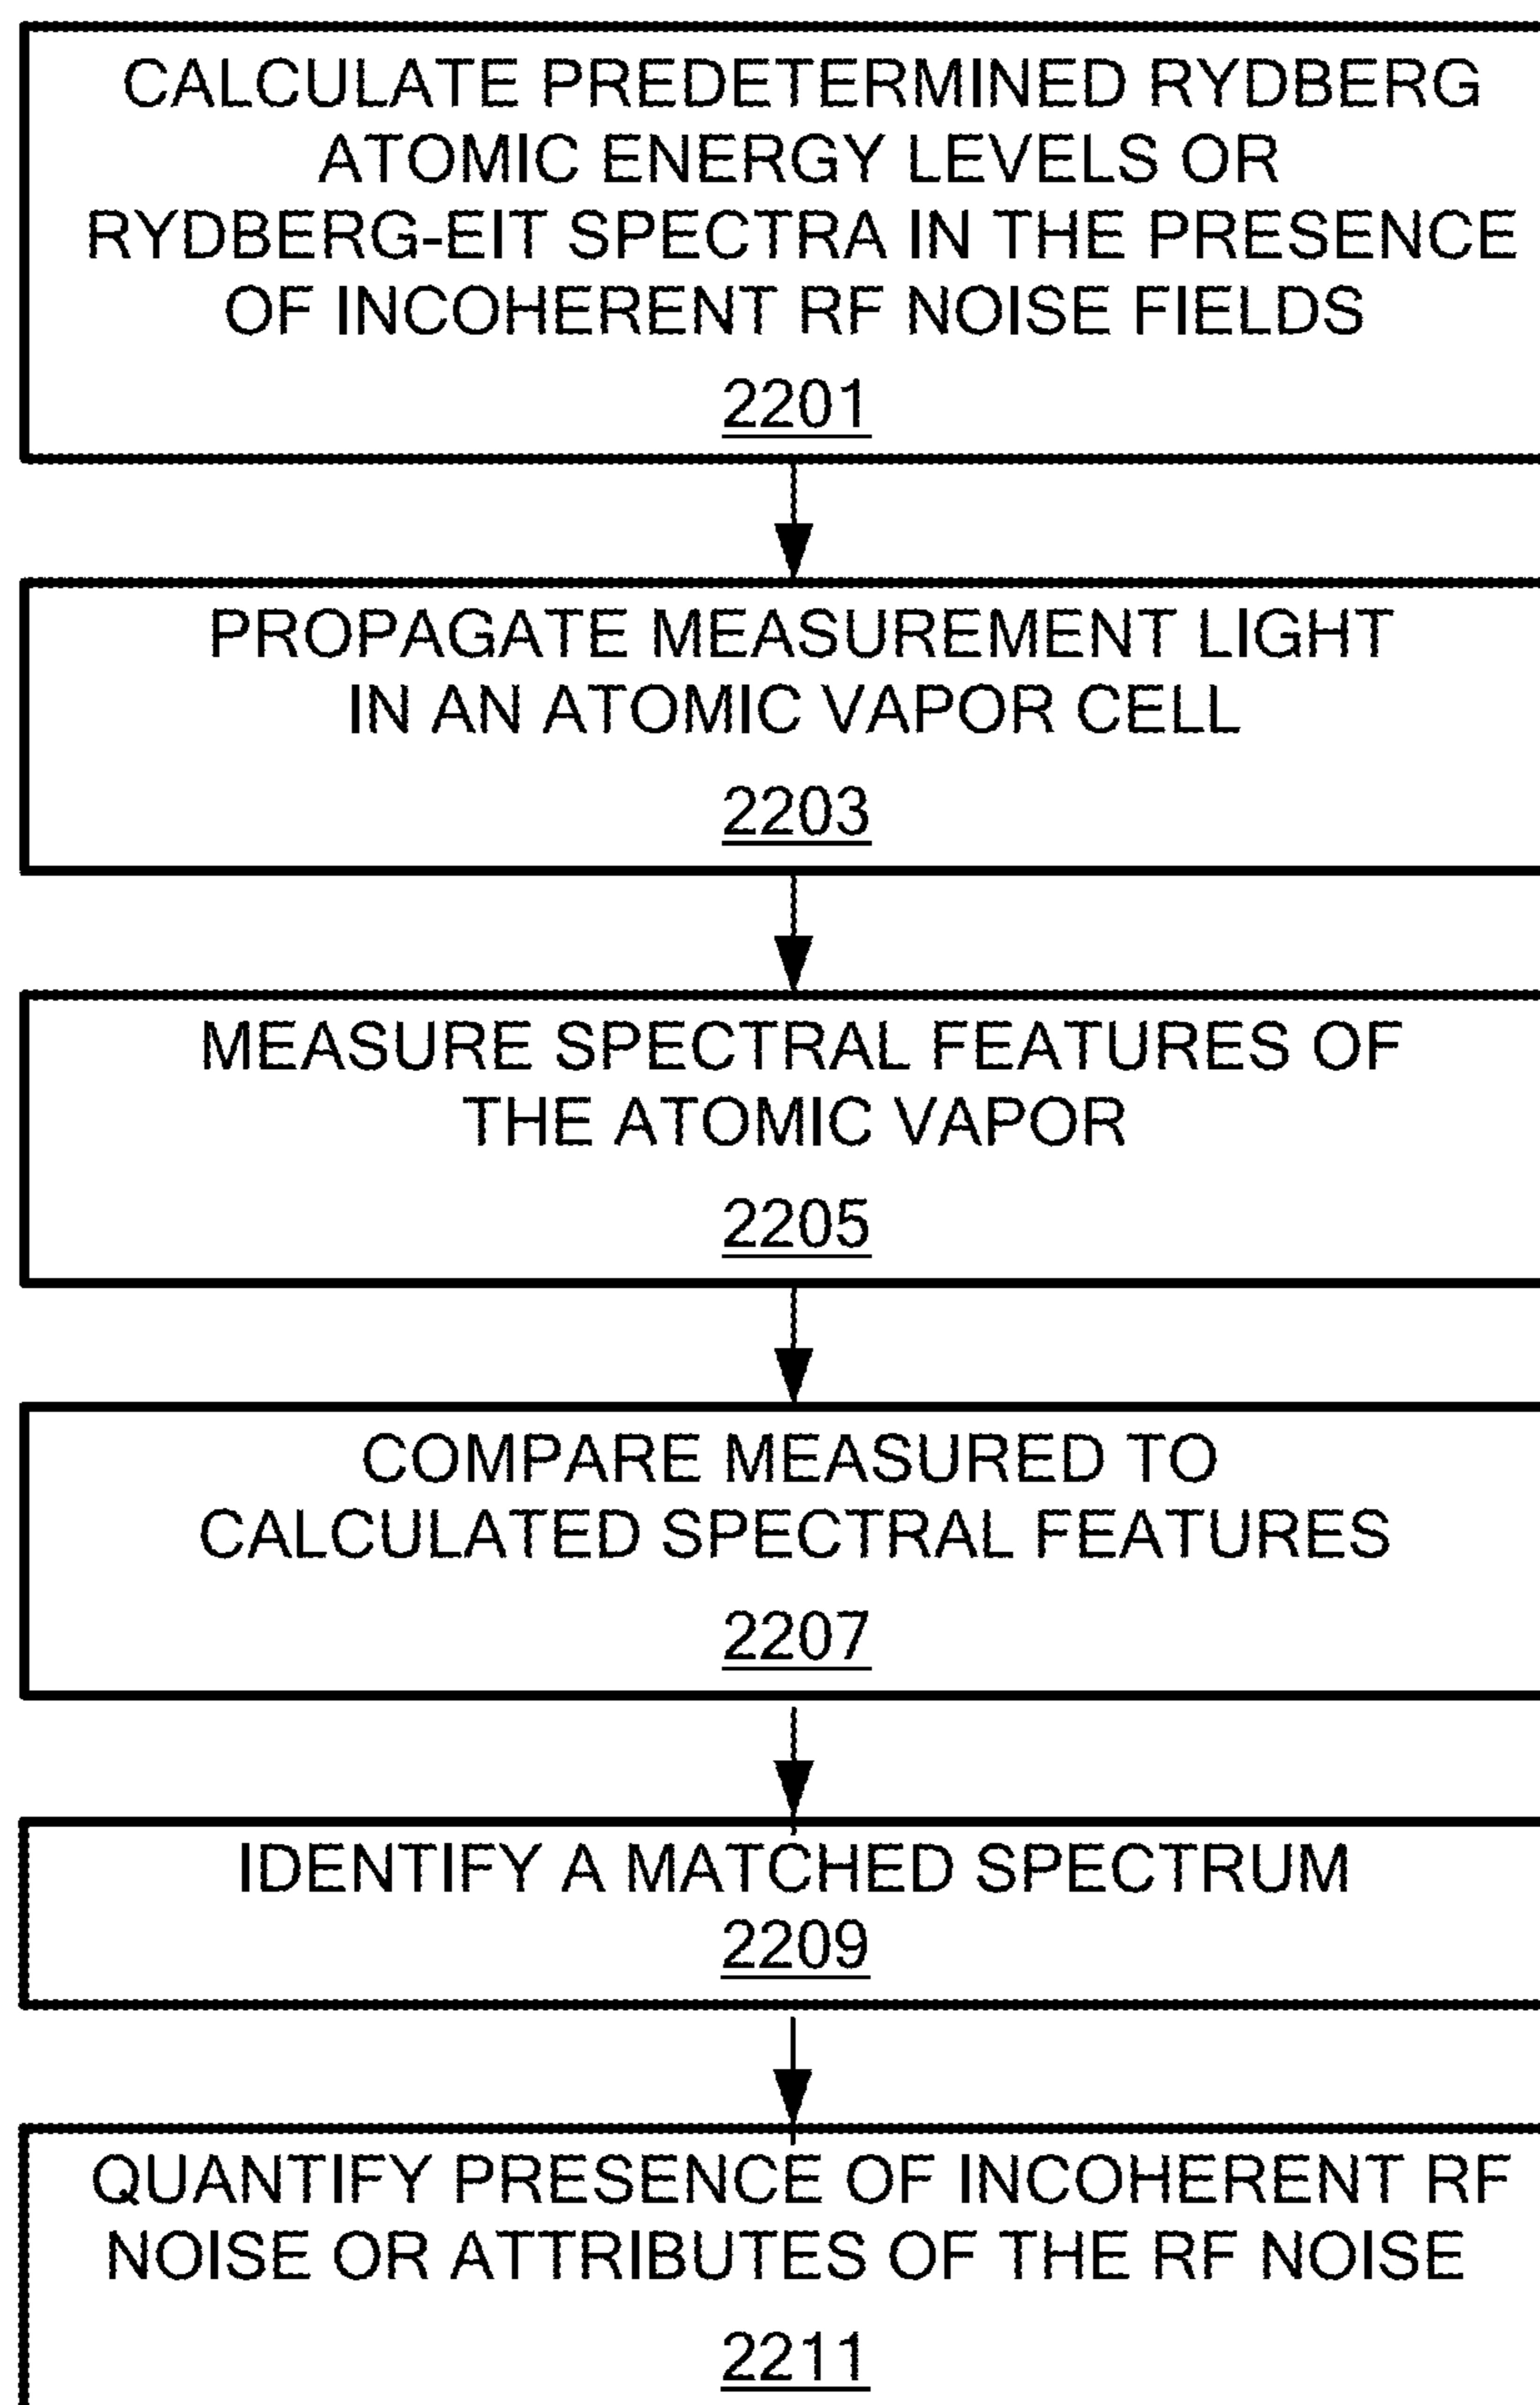 CALCULATE PREDETERMINED RYDBERG
ATOMIC ENERGY LEVELS OR
RYDBERG-EIT SPECTRA IN THE PRESENCE
OF INCOHERENT RF NOISE FIELDS
2201
PROPAGATE MEASUREMENT LIGHT
IN AN ATOMIC VAPOR CELL
2203
MEASURE SPECTRAL FEATURES OF
THE ATOMIC VAPOR
2205
COMPARE MEASURED TO
CALCULATED SPECTRAL FEATURES
2207
IDENTIFY A MATCHED SPECTRUM
2209
QUANTIFY PRESENCE OF INCOHERENT RF
NOISE OR ATTRIBUTES OF THE RF NOISE
2211